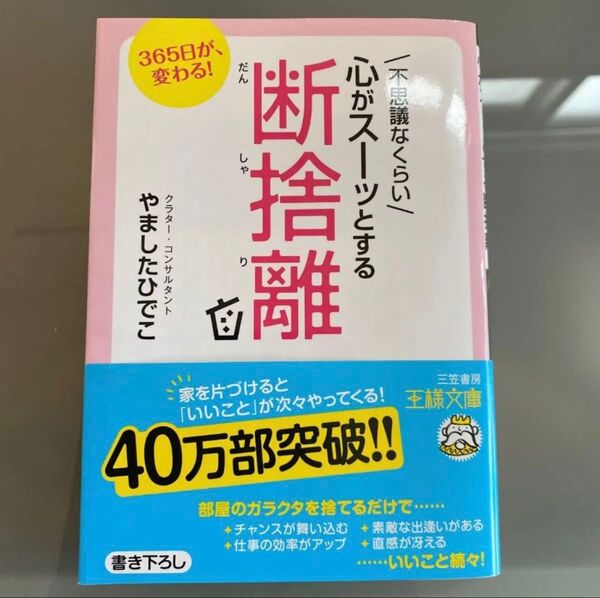 365日が、
変わる!
不思議なくらい
心がスーッとする
断捨離
だん
しゃ
り
クラター・コンサルタント
やましたひでこ
家を片づけると
「いいこと」が次々やってくる!
40万部突破!!
三笠書房
王様文庫
部屋のガラクタを捨てるだけで……
チャンスが舞い込む
素敵な出逢いがある
仕事の効率がアップ
直感が冴える
……いいこと続々!
書き下ろし